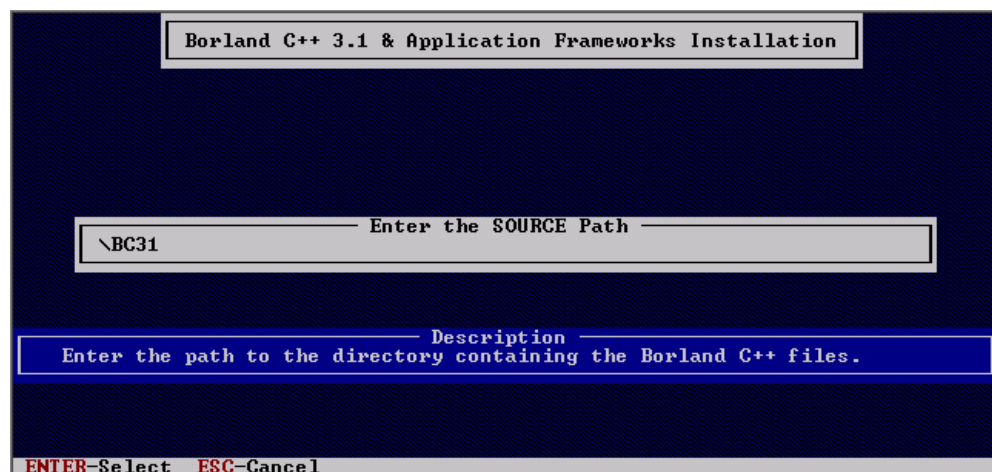 Borland C++ 3.1 & Application Frameworks Installation
Enter the SOURCE Path
\BC31
Description
Enter the path to the directory containing the Borland C++ files.
ENTER-Select ESC-Cancel